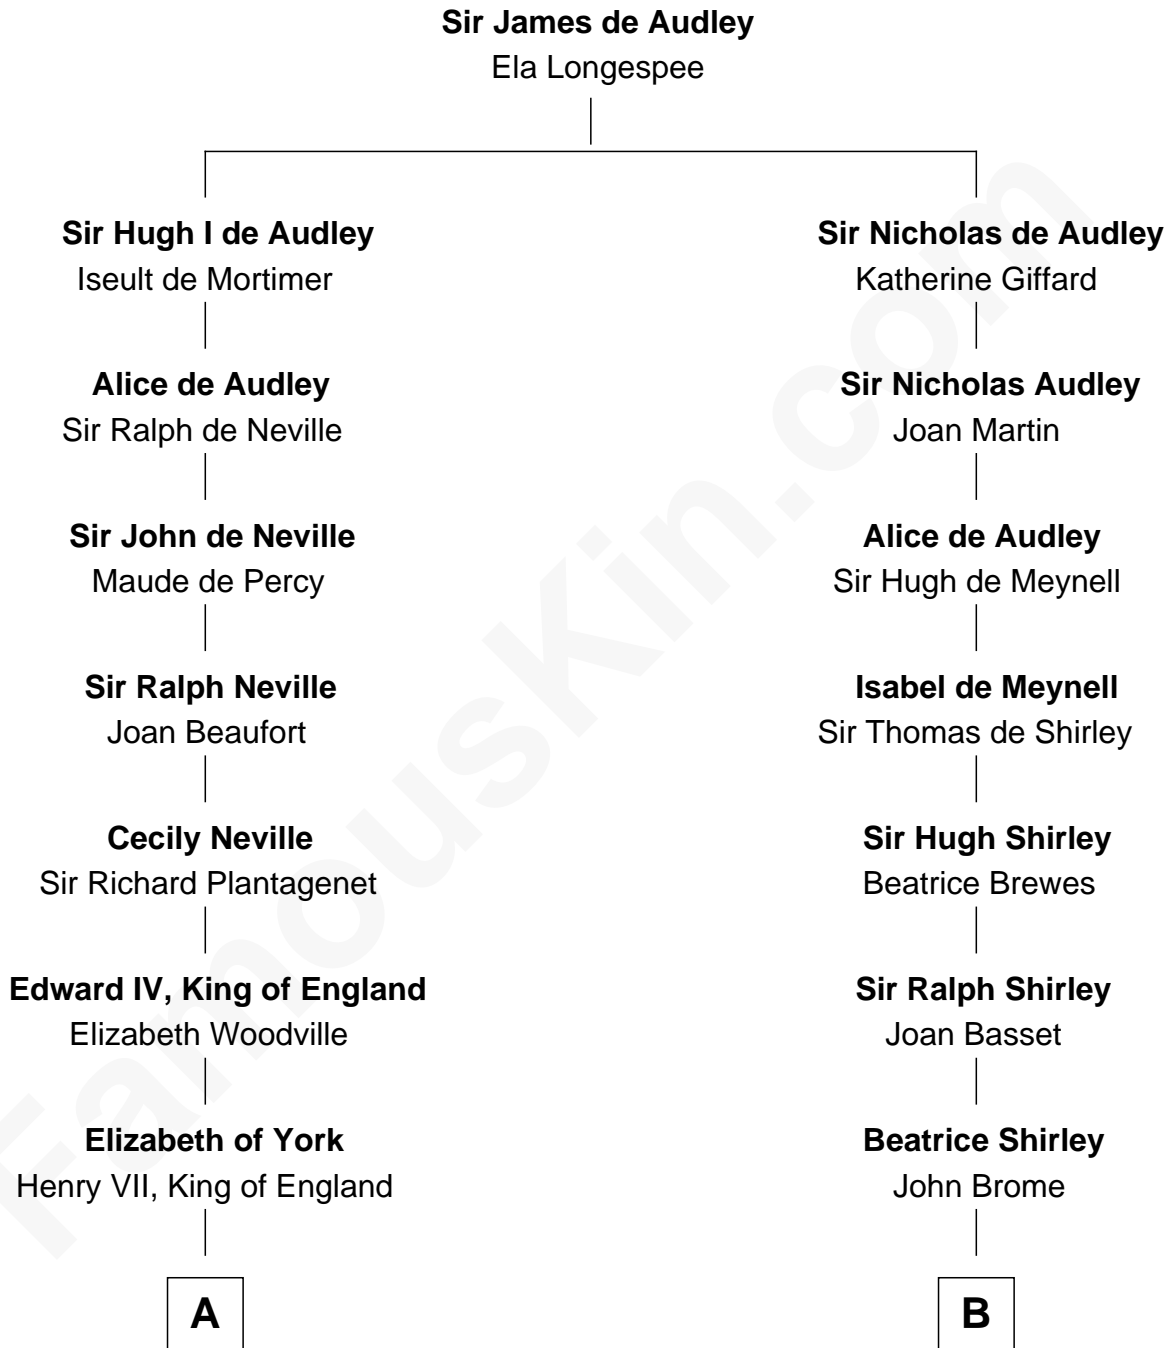 Sir James de Audley
Ela Longespee
Sir Hugh I de Audley
Iseult de Mortimer
Sir Nicholas de Audley
Katherine Giffard
Alice de Audley
Sir Ralph de Neville
Sir Nicholas Audley
Joan Martin
Sir John de Neville
Maude de Percy
Alice de Audley
Sir Hugh de Meynell
Sir Ralph Neville
Joan Beaufort
Isabel de Meynell
Sir Thomas de Shirley
Cecily Neville
Sir Richard Plantagenet
Sir Hugh Shirley
Beatrice Brewes
Edward IV, King of England
Elizabeth Woodville
Sir Ralph Shirley
Joan Basset
Elizabeth of York
Henry VII, King of England
Beatrice Shirley
John Brome
A
B
FamousKin.com